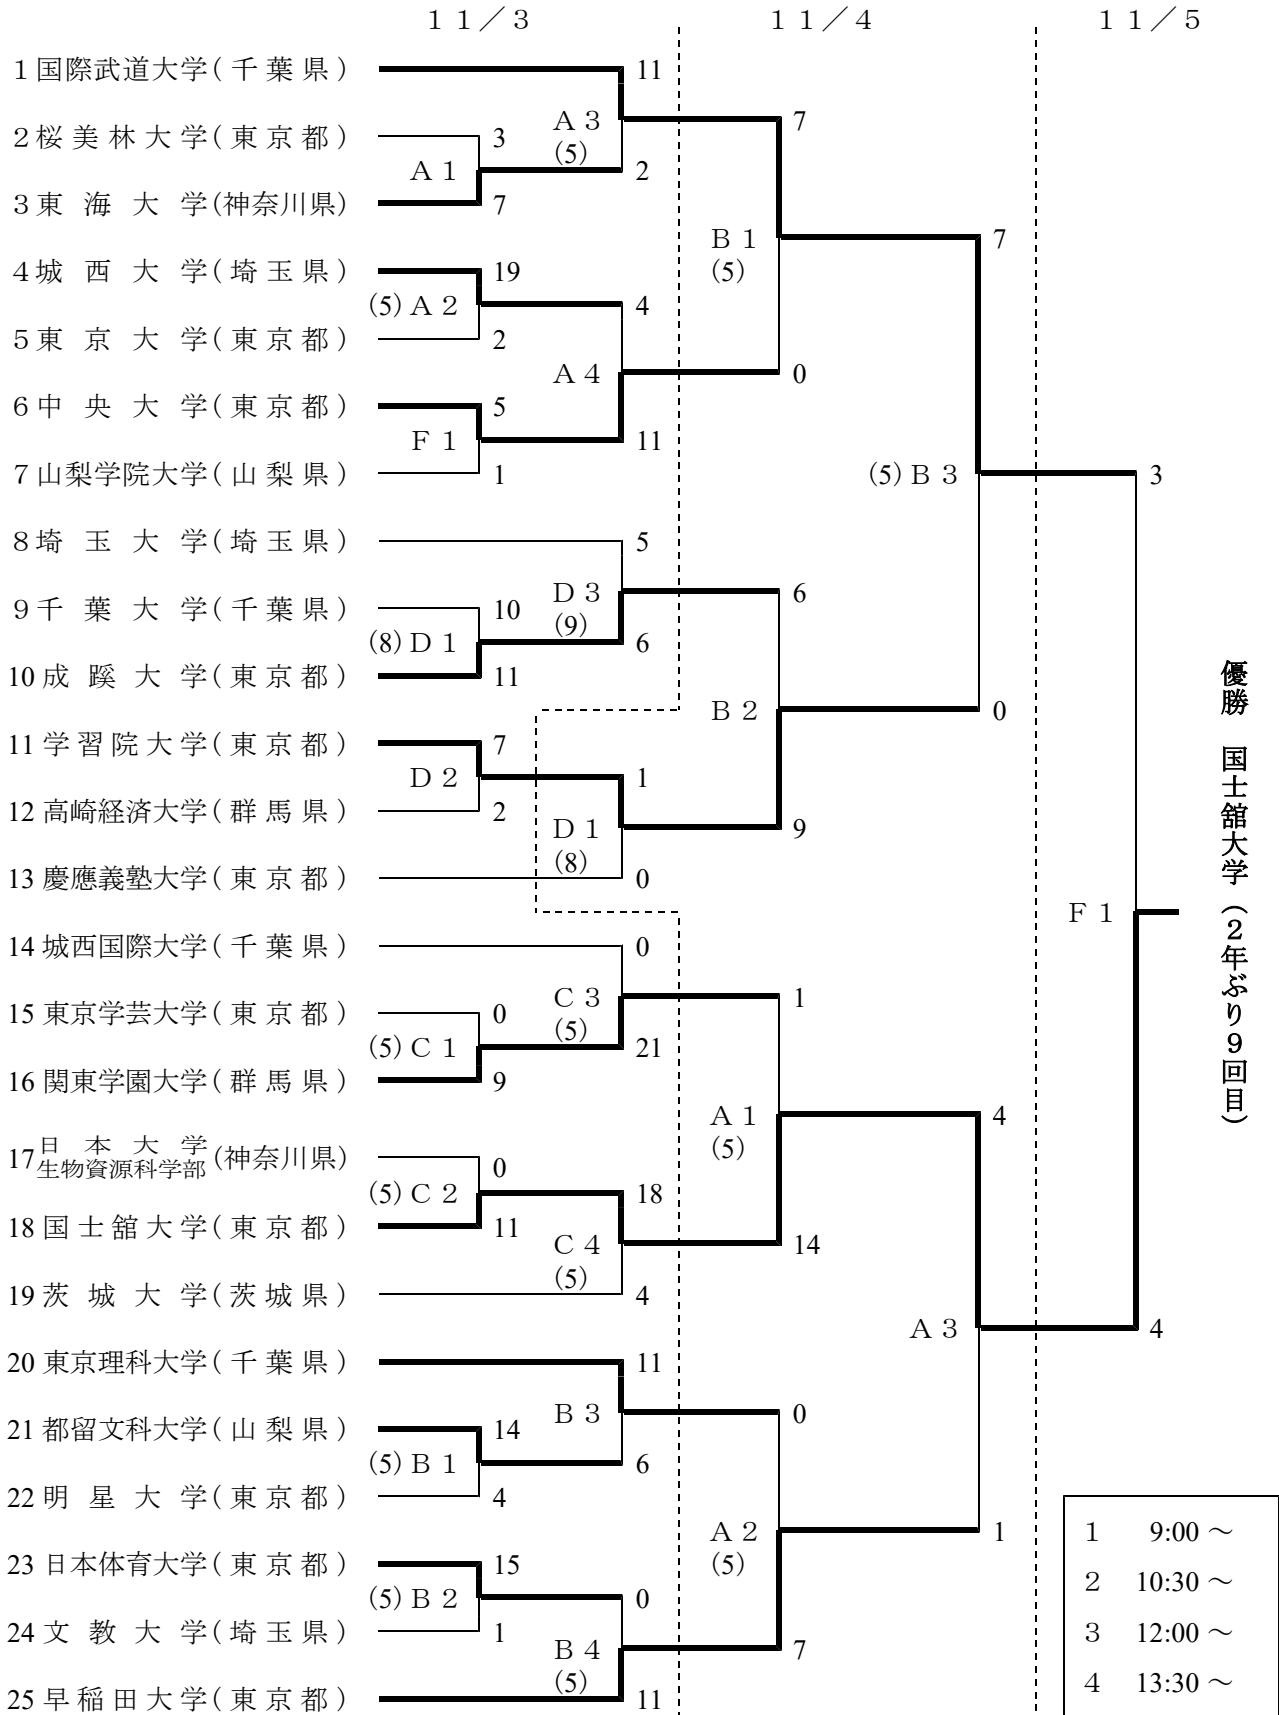 １１／３ １１／４ １１／５
1 国際武道大学(千葉県) 11
A 3 7
2 桜美林大学(東京都) 3
(5)
A 1 2
3 東海大学(神奈川県) 7
B 1 7
4 城西大学(埼玉県) 19
(5)
(5) A 2 4
5 東京大学(東京都) 2
A 4 0
6 中央大学(東京都) 5
F 1 11
7 山梨学院大学(山梨県) 1
(5) B 3 3
8 埼玉大学(埼玉県) 5
D 3 6
9 千葉大学(千葉県) 10
(9)
(8) D 1 6
10 成蹊大学(東京都) 11
B 2 0
11 学習院大学(東京都) 7
D 2 1
12 高崎経済大学(群馬県) 2
D 1 9
(8)
13 慶應義塾大学(東京都) 0
F 1
優勝 国士舘大学（２年ぶり９回目）
14 城西国際大学(千葉県) 0
C 3 1
15 東京学芸大学(東京都) 0
(5)
(5) C 1 21
16 関東学園大学(群馬県) 9
A 1 4
(5)
17 日本大学生物資源科学部(神奈川県) 0
(5) C 2 18
18 国士舘大学(東京都) 11
C 4 14
(5)
19 茨城大学(茨城県) 4
A 3 4
20 東京理科大学(千葉県) 11
B 3 0
21 都留文科大学(山梨県) 14
(5) B 1 6
22 明星大学(東京都) 4
A 2 1
(5)
23 日本体育大学(東京都) 15
(5) B 2 0
24 文教大学(埼玉県) 1
B 4 7
(5)
25 早稲田大学(東京都) 11
1 9:00～
2 10:30～
3 12:00～
4 13:30～